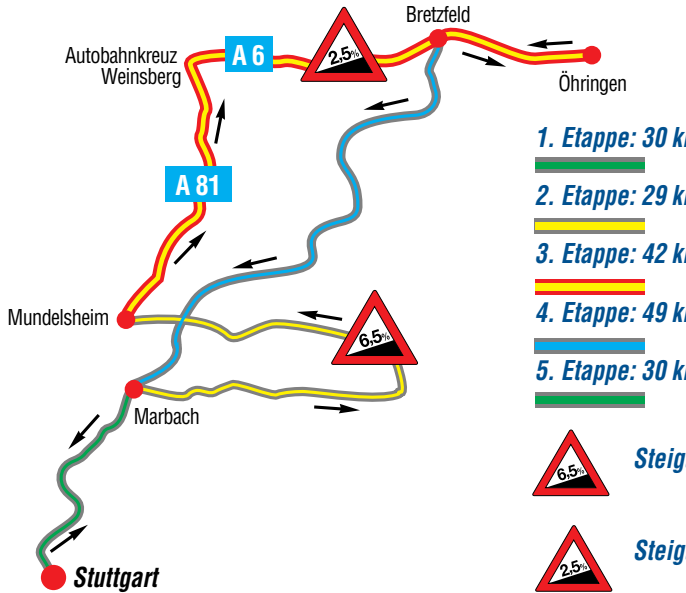 Bretzfeld
Autobahnkreuz
Weinsberg
A 6
2,5%
Öhringen
1. Etappe: 30 k
A 81
2. Etappe: 29 k
3. Etappe: 42 k
Mundelsheim
4. Etappe: 49 k
6,5%
5. Etappe: 30 k
Marbach
6,5%
Steig
2,5%
Steig
Stuttgart